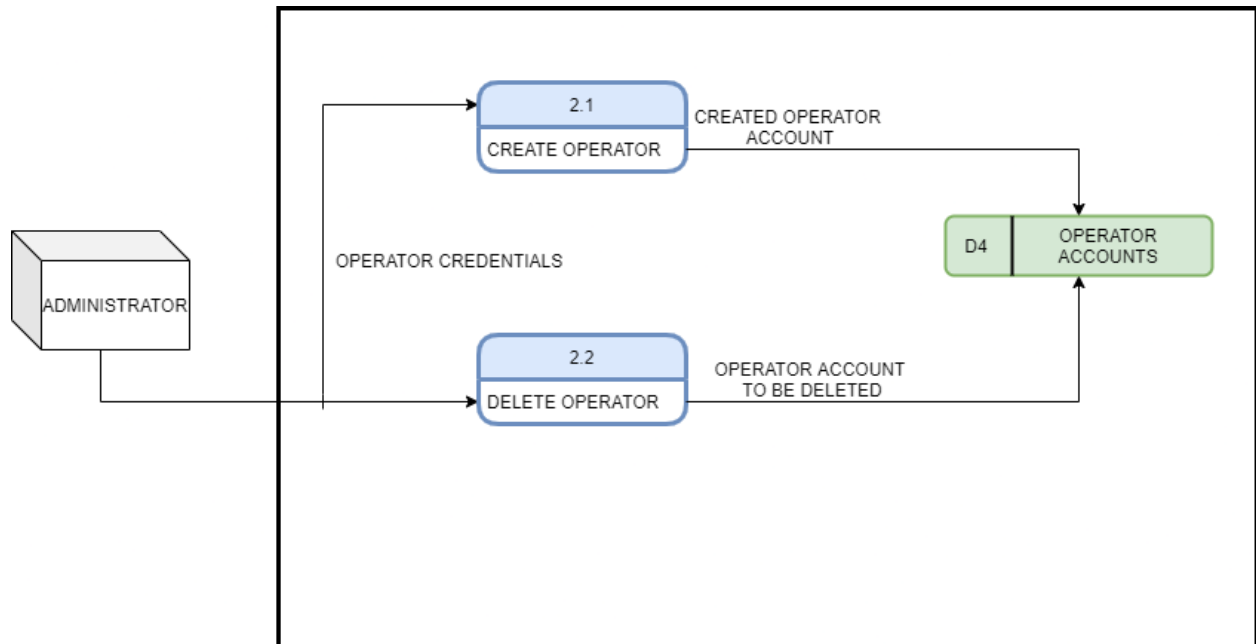 2.1
CREATE OPERATOR
CREATED OPERATOR
ACCOUNT
D4
OPERATOR
ACCOUNTS
OPERATOR CREDENTIALS
ADMINISTRATOR
2.2
DELETE OPERATOR
OPERATOR ACCOUNT
TO BE DELETED